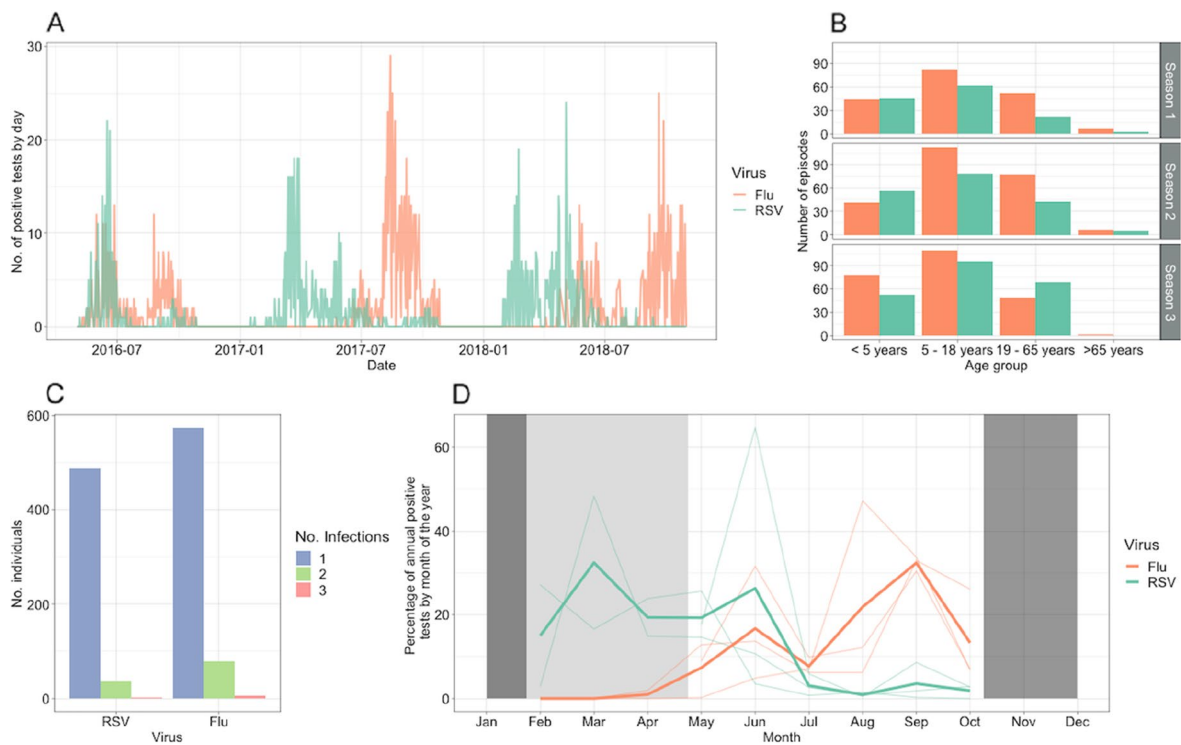 A
No. of positive tests by day
30
20
10
0
2016-07
2017-01
2017-07
2018-01
2018-07
Date
Virus
Flu
RSV
B
Number of episodes
90
60
30
0
Season 1
90
60
30
0
Season 2
90
60
30
0
Season 3
< 5 years
5 - 18 years
19 - 65 years
>65 years
Age group
C
No. individuals
600
400
200
0
RSV
Flu
Virus
No. Infections
1
2
3
D
Percentage of annual positive
tests by month of the year
60
40
20
0
Jan
Feb
Mar
Apr
May
Jun
Jul
Aug
Sep
Oct
Nov
Dec
Month
Virus
Flu
RSV